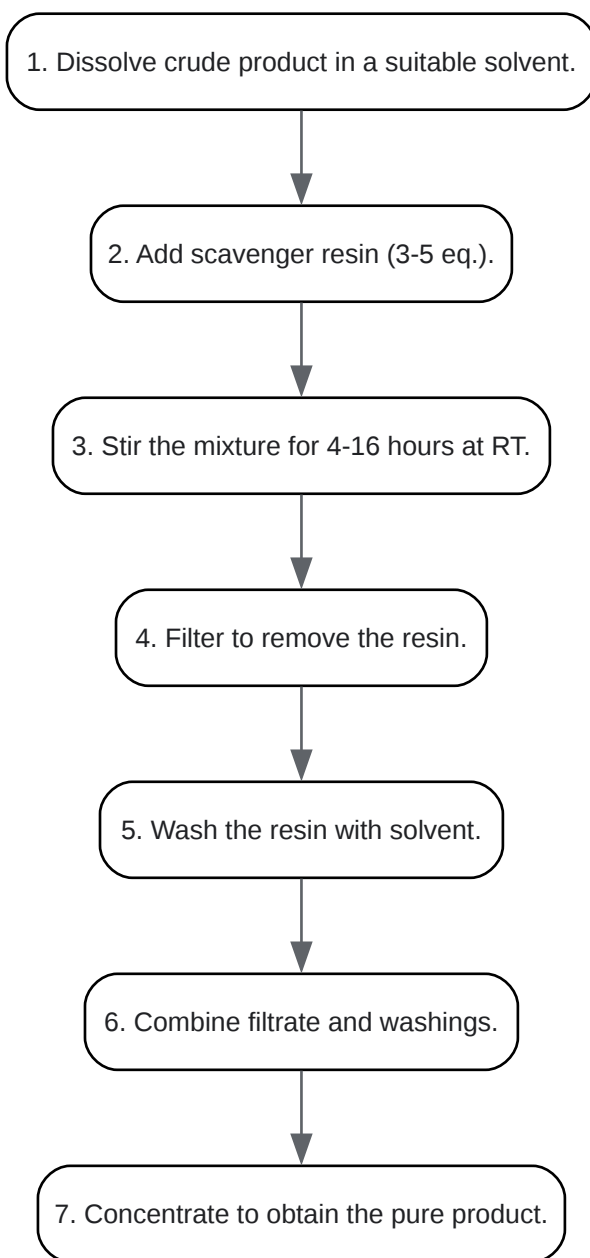 1. Dissolve crude product in a suitable solvent.
2. Add scavenger resin (3-5 eq.).
3. Stir the mixture for 4-16 hours at RT.
4. Filter to remove the resin.
5. Wash the resin with solvent.
6. Combine filtrate and washings.
7. Concentrate to obtain the pure product.